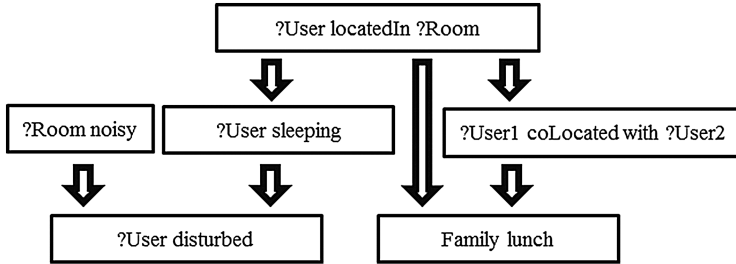 ?User locatedIn ?Room
?Room noisy
?User sleeping
?User1 coLocated with ?User2
?User disturbed
Family lunch